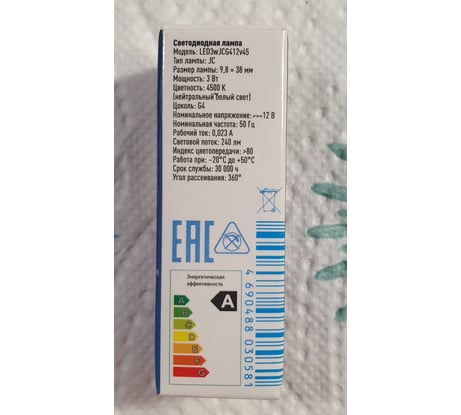 Светодиодная лампа
Модель: LED3wJCG412v45
Тип лампы: JC
Размер лампы: 9,8 × 38 мм
Мощность: 3 Вт
Цветность: 4500 К
(нейтральный белый свет)
Цоколь: G4
Номинальное напряжение: ⎓12 В
Номинальная частота: 50 Гц
Рабочий ток: 0,023 А
Световой поток: 240 лм
Индекс цветопередачи: >80
Работа при: –20°С до +50°С
Срок службы: 30 000 ч
Угол рассеивания: 360°
EAC
Энергетическая
эффективность
A
A
B
C
D
E
F
G
4 690488 030581